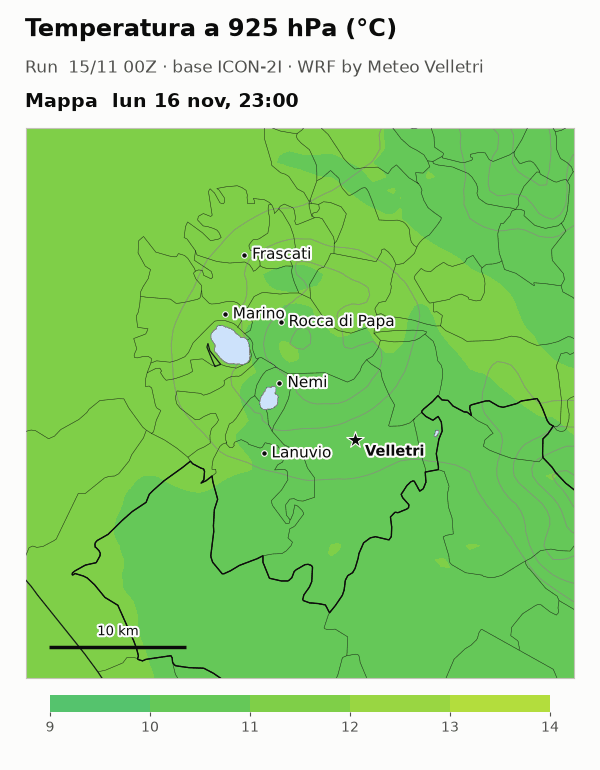 Temperatura a 925 hPa (°C)
Run  15/11 00Z · base ICON-2I · WRF by Meteo Velletri
Mappa  lun 16 nov, 23:00
Frascati
Marino
Rocca di Papa
Nemi
Velletri
Lanuvio
10 km
9 10 11 12 13 14